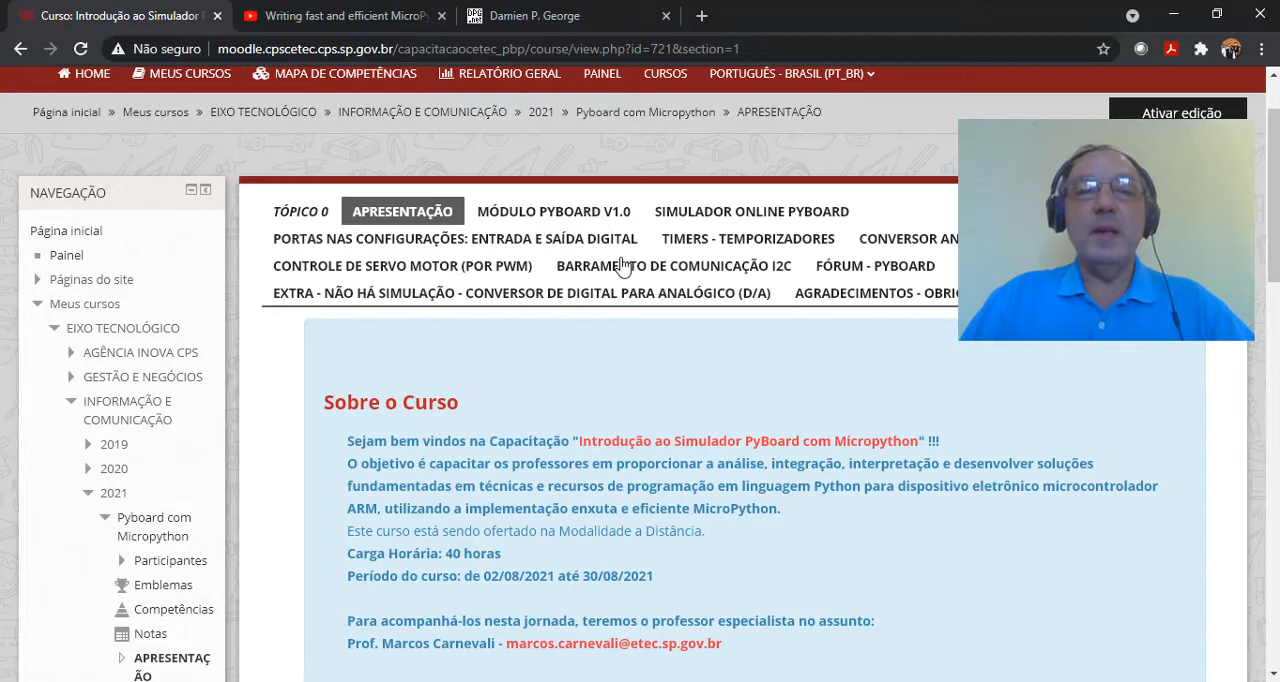 Curso: Introdução ao Simulador
Writing fast and efficient MicroPy
Damien P. George
Não seguro
moodle.cpscetec.cps.sp.gov.br/capacitacaocetec_pbp/course/view.php?id=721&section=1
HOME
MEUS CURSOS
MAPA DE COMPETÊNCIAS
RELATÓRIO GERAL
PAINEL
CURSOS
PORTUGUÊS - BRASIL (PT_BR)
Página inicial » Meus cursos » EIXO TECNOLÓGICO » INFORMAÇÃO E COMUNICAÇÃO » 2021 » Pyboard com Micropython » APRESENTAÇÃO
Ativar edição
NAVEGAÇÃO
Página inicial
Painel
Páginas do site
Meus cursos
EIXO TECNOLÓGICO
AGÊNCIA INOVA CPS
GESTÃO E NEGÓCIOS
INFORMAÇÃO E
COMUNICAÇÃO
2019
2020
2021
Pyboard com
Micropython
Participantes
Emblemas
Competências
Notas
APRESENTAÇ
ÃO
TÓPICO 0
APRESENTAÇÃO
MÓDULO PYBOARD V1.0
SIMULADOR ONLINE PYBOARD
PORTAS NAS CONFIGURAÇÕES: ENTRADA E SAÍDA DIGITAL
TIMERS - TEMPORIZADORES
CONVERSOR AN
CONTROLE DE SERVO MOTOR (POR PWM)
BARRAMENTO DE COMUNICAÇÃO I2C
FÓRUM - PYBOARD
EXTRA - NÃO HÁ SIMULAÇÃO - CONVERSOR DE DIGITAL PARA ANALÓGICO (D/A)
AGRADECIMENTOS - OBRI
Sobre o Curso
Sejam bem vindos na Capacitação "Introdução ao Simulador PyBoard com Micropython" !!!
O objetivo é capacitar os professores em proporcionar a análise, integração, interpretação e desenvolver soluções
fundamentadas em técnicas e recursos de programação em linguagem Python para dispositivo eletrônico microcontrolador
ARM, utilizando a implementação enxuta e eficiente MicroPython.
Este curso está sendo ofertado na Modalidade a Distância.
Carga Horária: 40 horas
Período do curso: de 02/08/2021 até 30/08/2021
Para acompanhá-los nesta jornada, teremos o professor especialista no assunto:
Prof. Marcos Carnevali - marcos.carnevali@etec.sp.gov.br